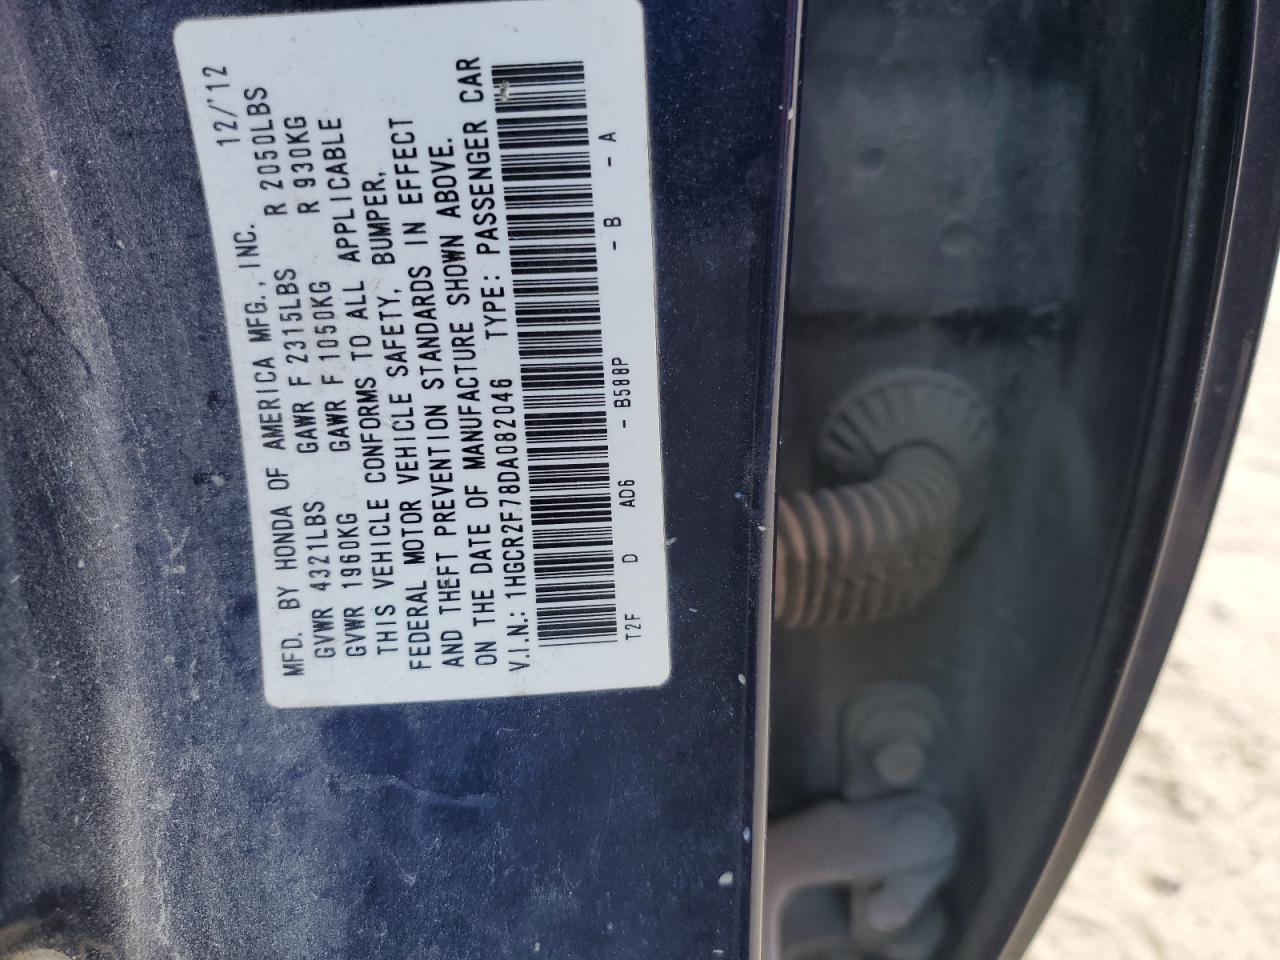 MFD. BY HONDA OF AMERICA MFG., INC. 12/'12
GVWR 4321LBS GAWR F 2315LBS R 2050LBS
GVWR 1960KG GAWR F 1050KG R 930KG
THIS VEHICLE CONFORMS TO ALL APPLICABLE
FEDERAL MOTOR VEHICLE SAFETY, BUMPER,
AND THEFT PREVENTION STANDARDS IN EFFECT
ON THE DATE OF MANUFACTURE SHOWN ABOVE.
V.I.N.: 1HGCR2F78DA082046 TYPE: PASSENGER CAR
T2F D AD6 - B588P - B - A